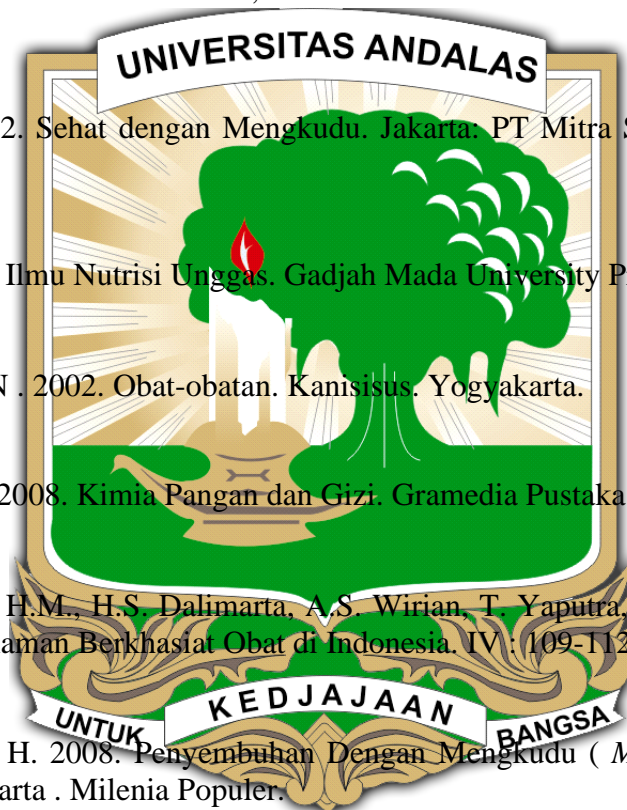 UNIVERSITAS ANDALAS
2. Sehat dengan Mengkudu. Jakarta: PT Mitra S
Ilmu Nutrisi Unggas. Gadjah Mada University P
N . 2002. Obat-obatan. Kanisisus. Yogyakarta.
2008. Kimia Pangan dan Gizi. Gramedia Pustaka
H.M., H.S. Dalimarta, A.S. Wirian, T. Yaputra,
aman Berkhasiat Obat di Indonesia. IV : 109-112
UNTUK KEDJAJAAN BANGSA
H. 2008. Penyembuhan Dengan Mengkudu ( M
arta . Milenia Populer.